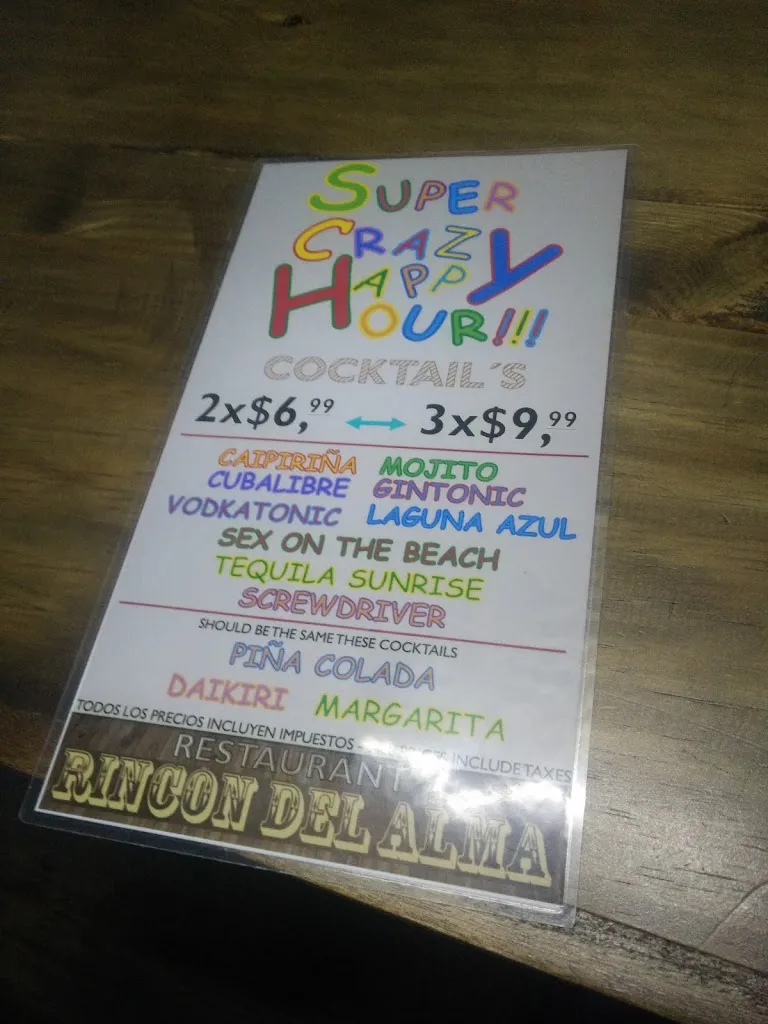 SUPER
CRAZY
HAPPY
HOUR!!!
COCKTAIL´S
2x$6,99 3x$9,99
CAIPIRIÑA MOJITO
CUBALIBRE GINTONIC
VODKATONIC LAGUNA AZUL
SEX ON THE BEACH
TEQUILA SUNRISE
SCREWDRIVER
SHOULD BE THE SAME THESE COCKTAILS
PIÑA COLADA
DAIKIRI MARGARITA
TODOS LOS PRECIOS INCLUYEN IMPUESTOS - PRICES INCLUDE TAXES
RESTAURANT
RINCON DEL ALMA